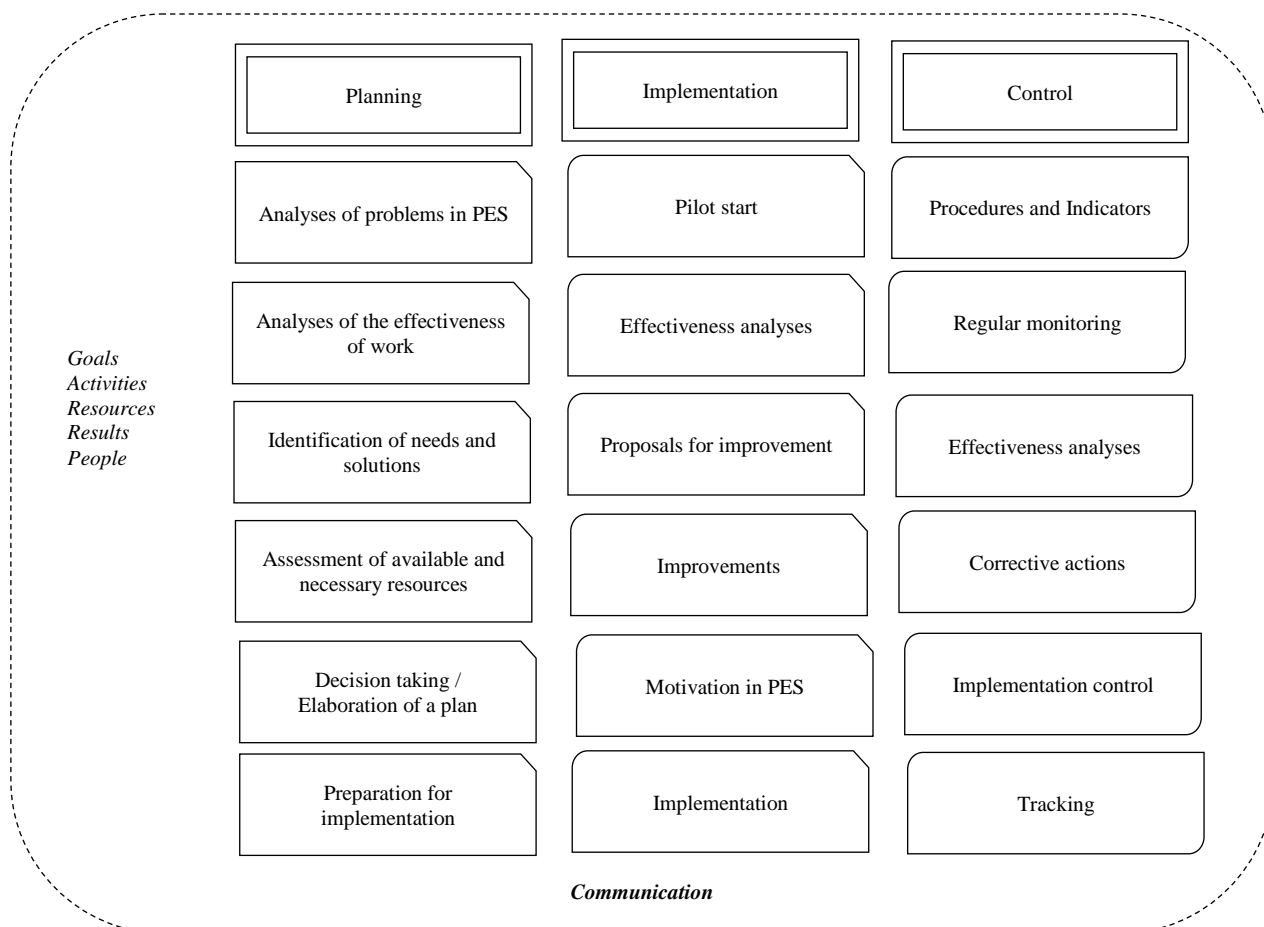 Planning
Implementation
Control
Analyses of problems in PES
Pilot start
Procedures and Indicators
Analyses of the effectiveness
of work
Effectiveness analyses
Regular monitoring
Goals
Activities
Resources
Results
People
Identification of needs and
solutions
Proposals for improvement
Effectiveness analyses
Assessment of available and
necessary resources
Improvements
Corrective actions
Decision taking /
Elaboration of a plan
Motivation in PES
Implementation control
Preparation for
implementation
Implementation
Tracking
Communication